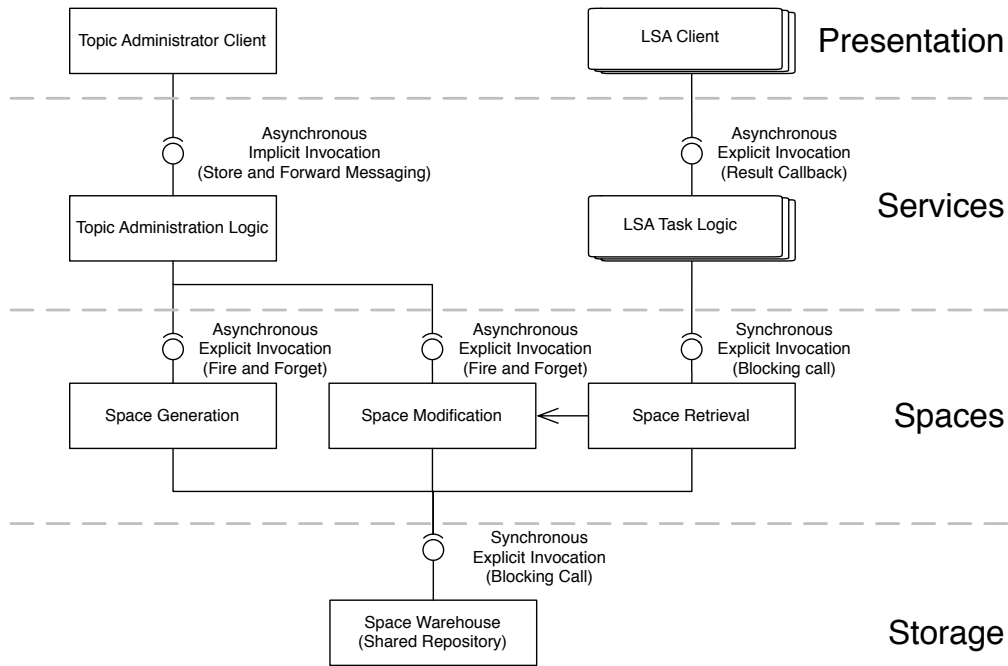 Topic Administrator Client
LSA Client
Presentation
Asynchronous
Implicit Invocation
(Store and Forward Messaging)
Asynchronous
Explicit Invocation
(Result Callback)
Services
Topic Administration Logic
LSA Task Logic
Asynchronous
Explicit Invocation
(Fire and Forget)
Asynchronous
Explicit Invocation
(Fire and Forget)
Synchronous
Explicit Invocation
(Blocking call)
Space Generation
Space Modification
Space Retrieval
Spaces
Synchronous
Explicit Invocation
(Blocking Call)
Space Warehouse
(Shared Repository)
Storage